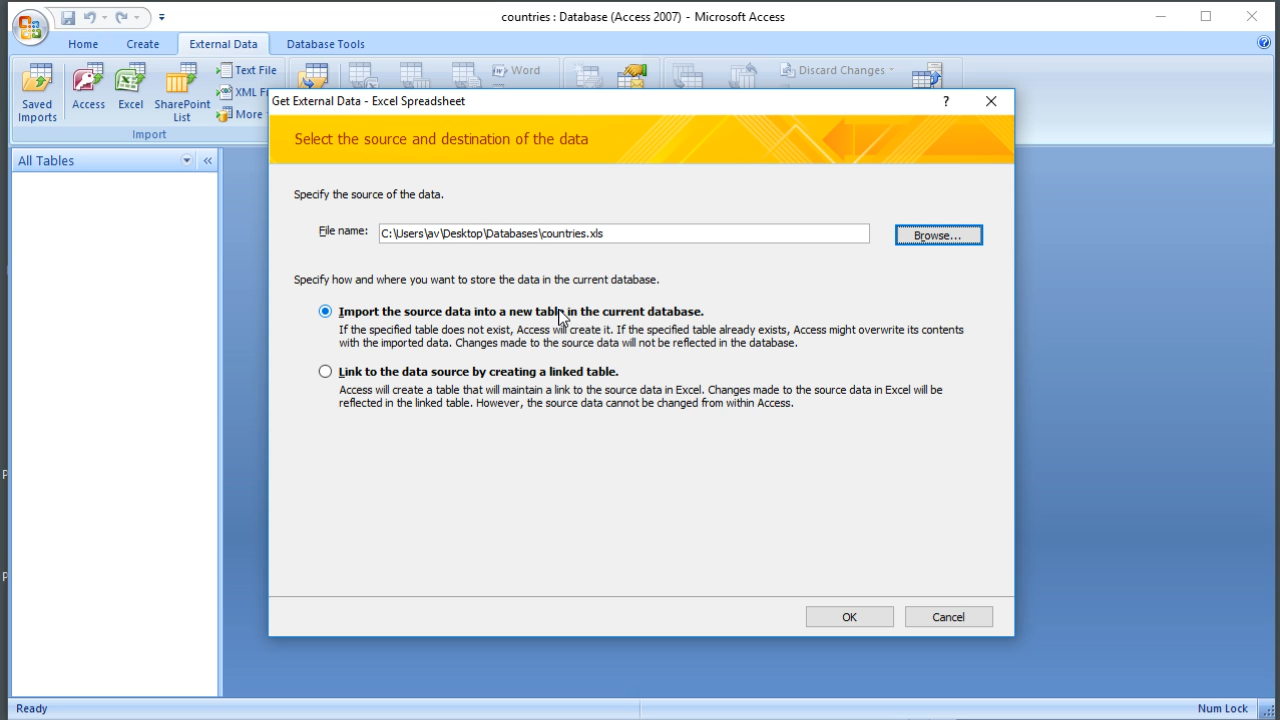 countries : Database (Access 2007) - Microsoft Access
Home Create External Data Database Tools
Saved Imports
Access
Excel
SharePoint List
Text File
XML
More
Word
Discard Changes
Import
Get External Data - Excel Spreadsheet
?
All Tables
Select the source and destination of the data
Specify the source of the data.
File name: C:\Users\av\Desktop\Databases\countries.xls Browse...
Specify how and where you want to store the data in the current database.
Import the source data into a new table in the current database.
If the specified table does not exist, Access will create it. If the specified table already exists, Access might overwrite its contents
with the imported data. Changes made to the source data will not be reflected in the database.
Link to the data source by creating a linked table.
Access will create a table that will maintain a link to the source data in Excel. Changes made to the source data in Excel will be
reflected in the linked table. However, the source data cannot be changed from within Access.
OK Cancel
Ready Num Lock